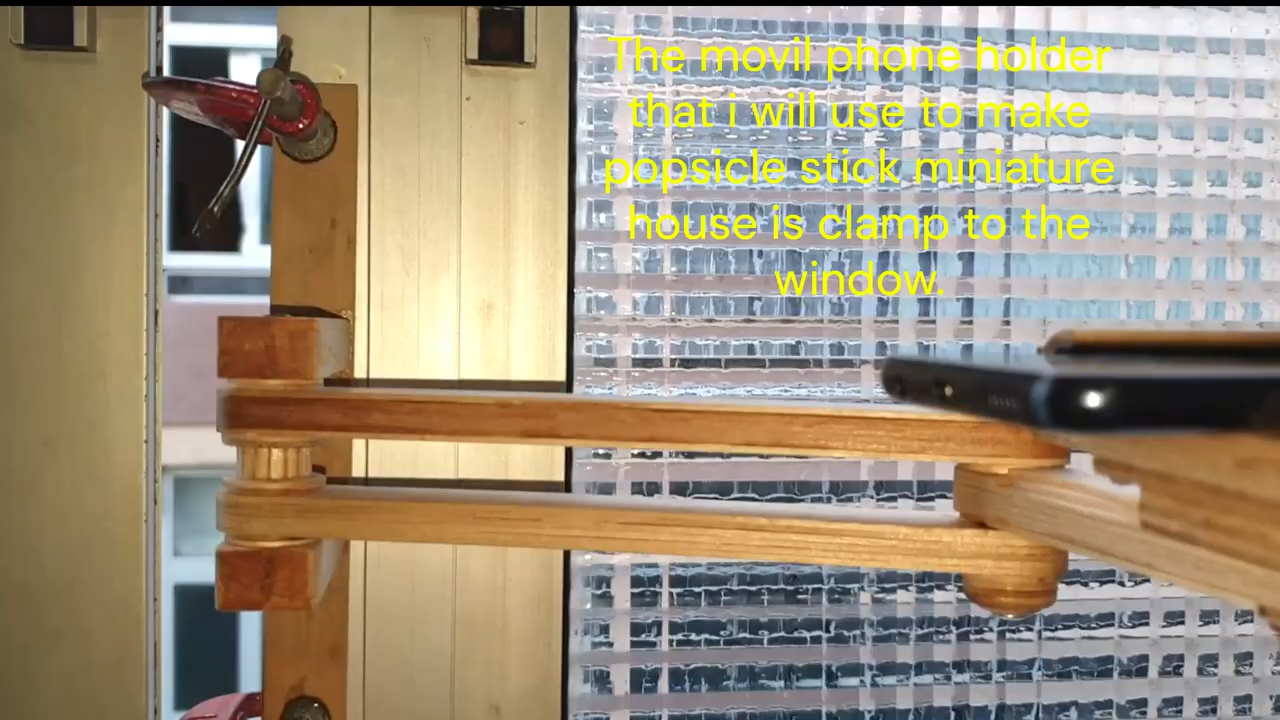 The movil phone holder
that i will use to make
popsicle stick miniature
house is clamp to the
window.